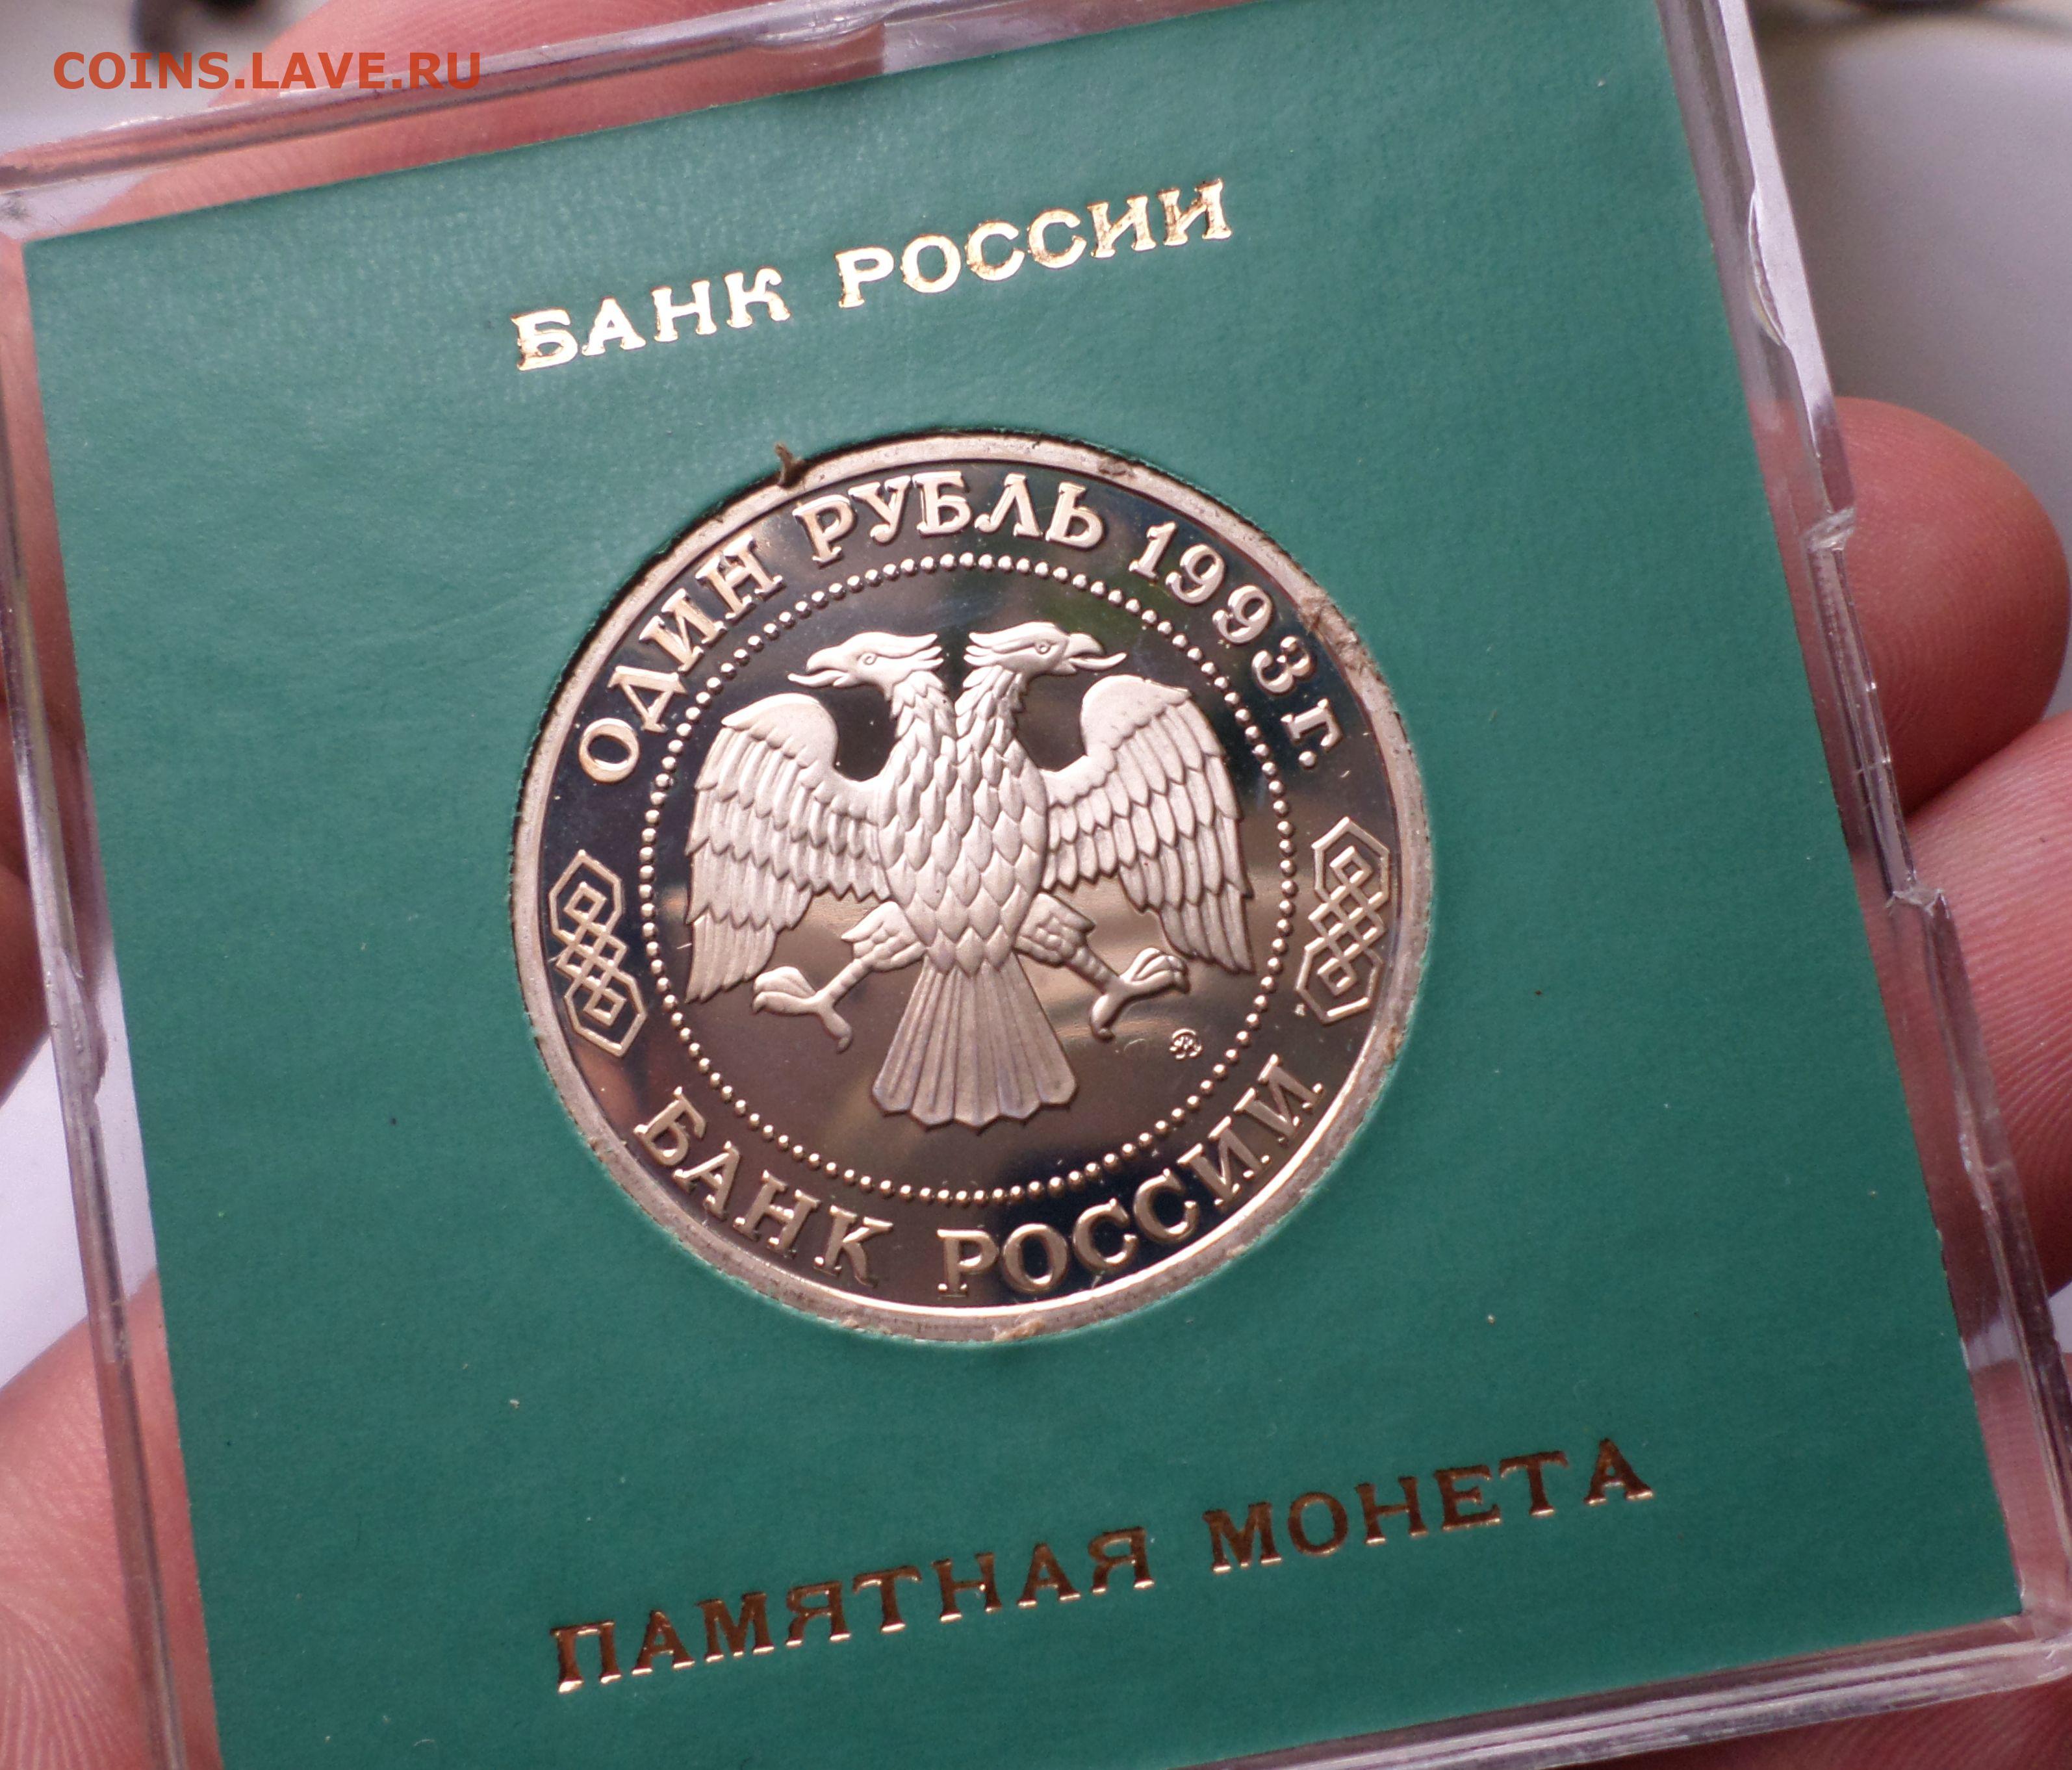 COINS.LAVE.RU
БАНК РОССИИ
ОДИН РУБЛЬ 1993 г.
БАНК РОССИИ
ПАМЯТНАЯ МОНЕТА